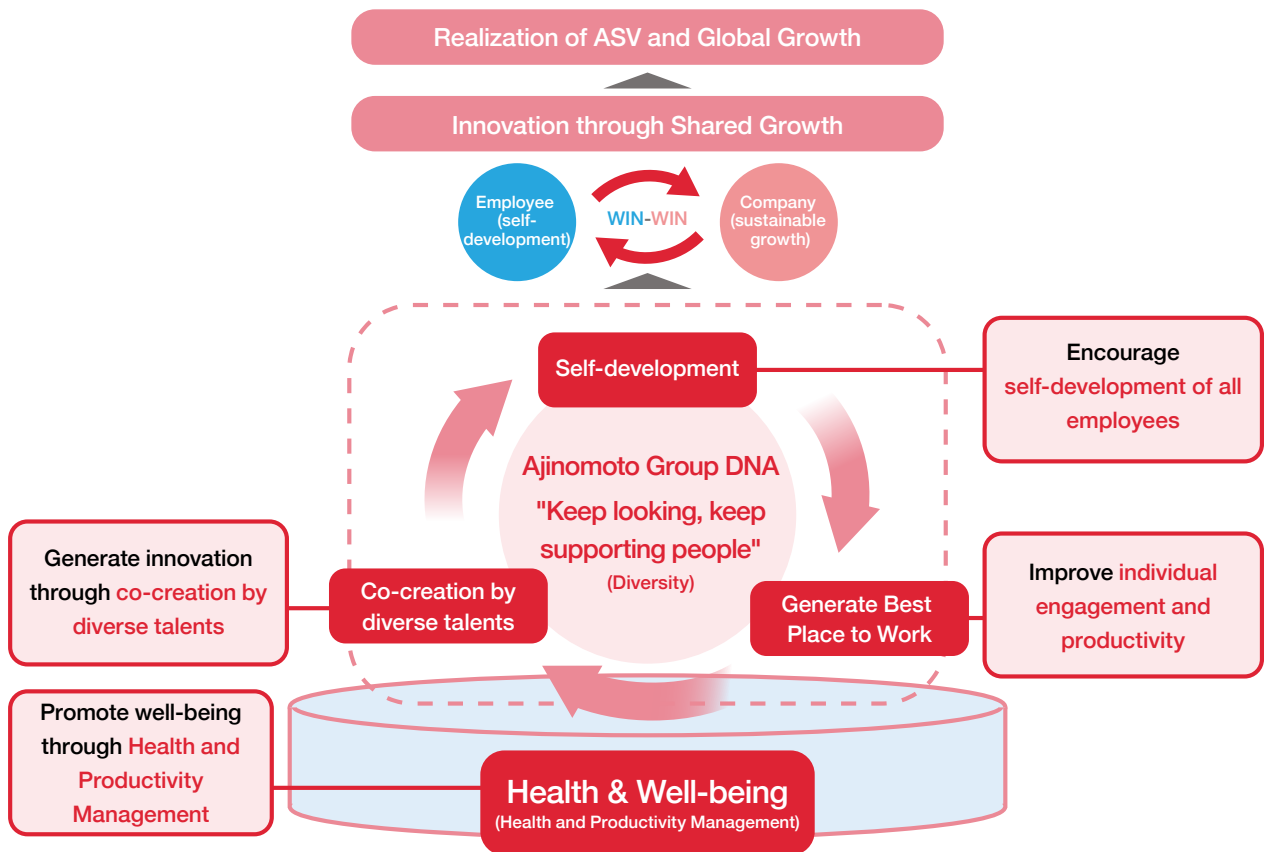 Realization of ASV and Global Growth
Innovation through Shared Growth
Employee
(self-
development)
WIN-WIN
Company
(sustainable
growth)
Self-development
Encourage
self-development of all
employees
Ajinomoto Group DNA
"Keep looking, keep
supporting people"
(Diversity)
Generate innovation
through co-creation by
diverse talents
Co-creation by
diverse talents
Generate Best
Place to Work
Improve individual
engagement and
productivity
Promote well-being
through Health and
Productivity
Management
Health & Well-being
(Health and Productivity Management)